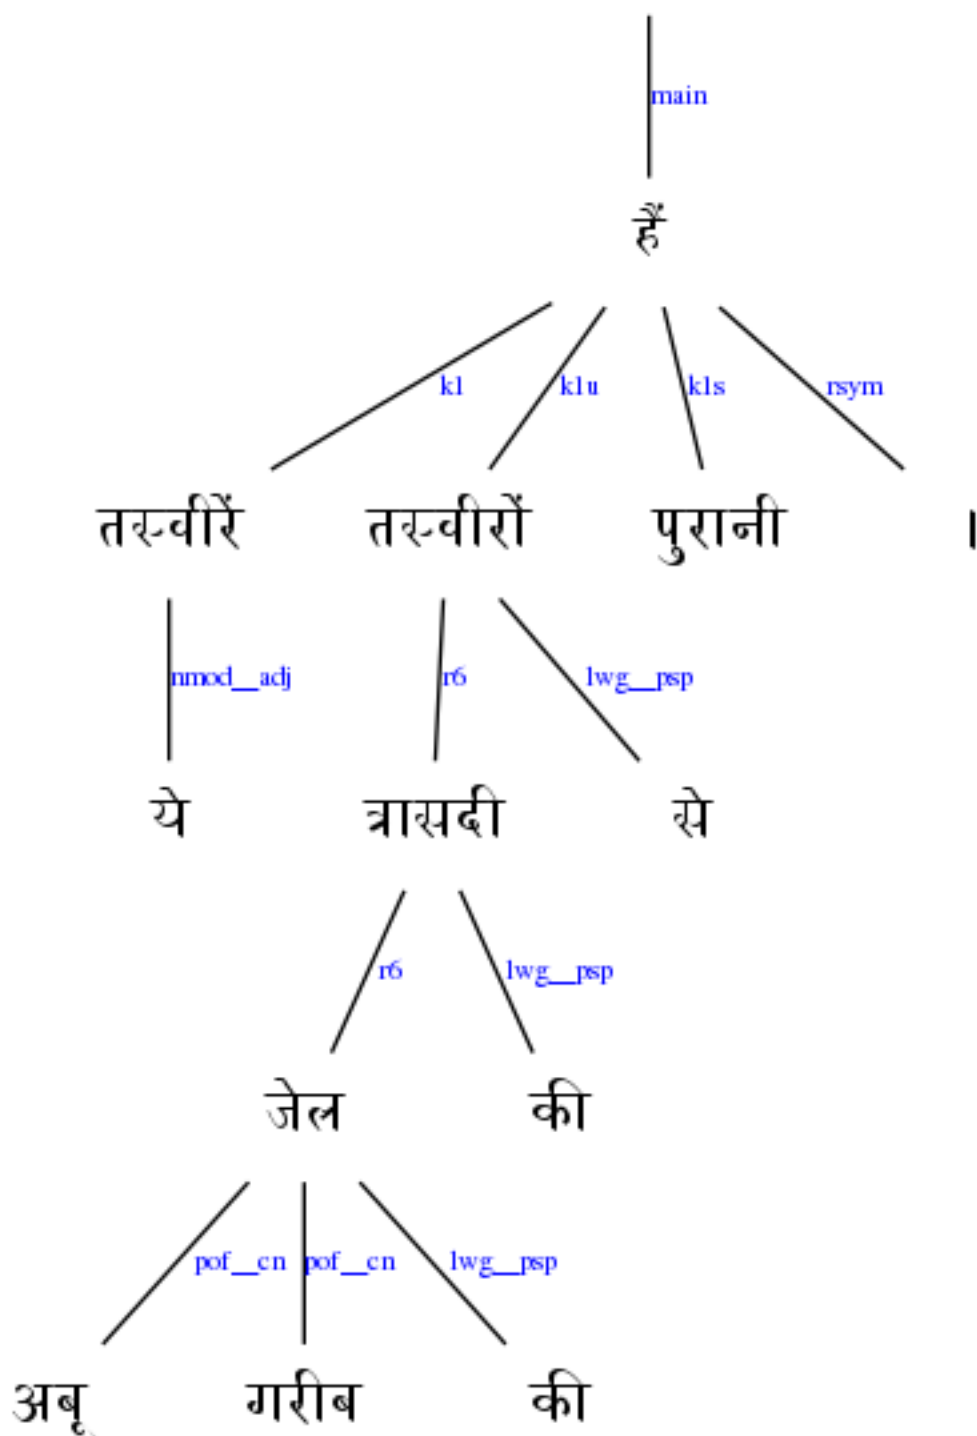 main
हैं
k1 k1u k1s rsym
तस्वीरें तस्वीरों पुरानी ।
nmod__adj r6 lwg__psp
ये त्रासदी से
r6 lwg__psp
जेल की
pof__cn pof__cn lwg__psp
अबू गरीब की